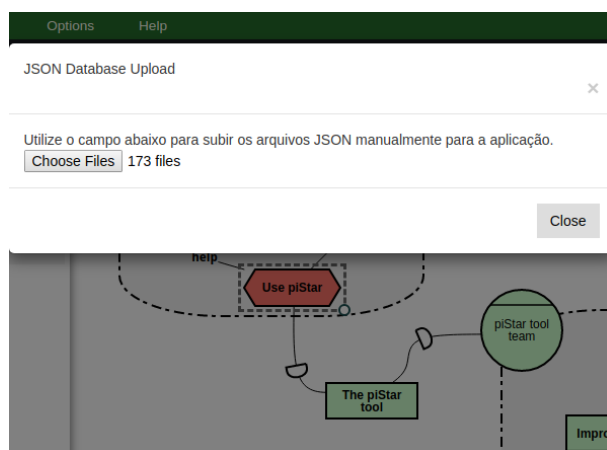 Options Help
JSON Database Upload
×
Utilize o campo abaixo para subir os arquivos JSON manualmente para a aplicação.
Choose Files 173 files
Close
help
Use piStar
piStar tool
team
The piStar
tool
Impro